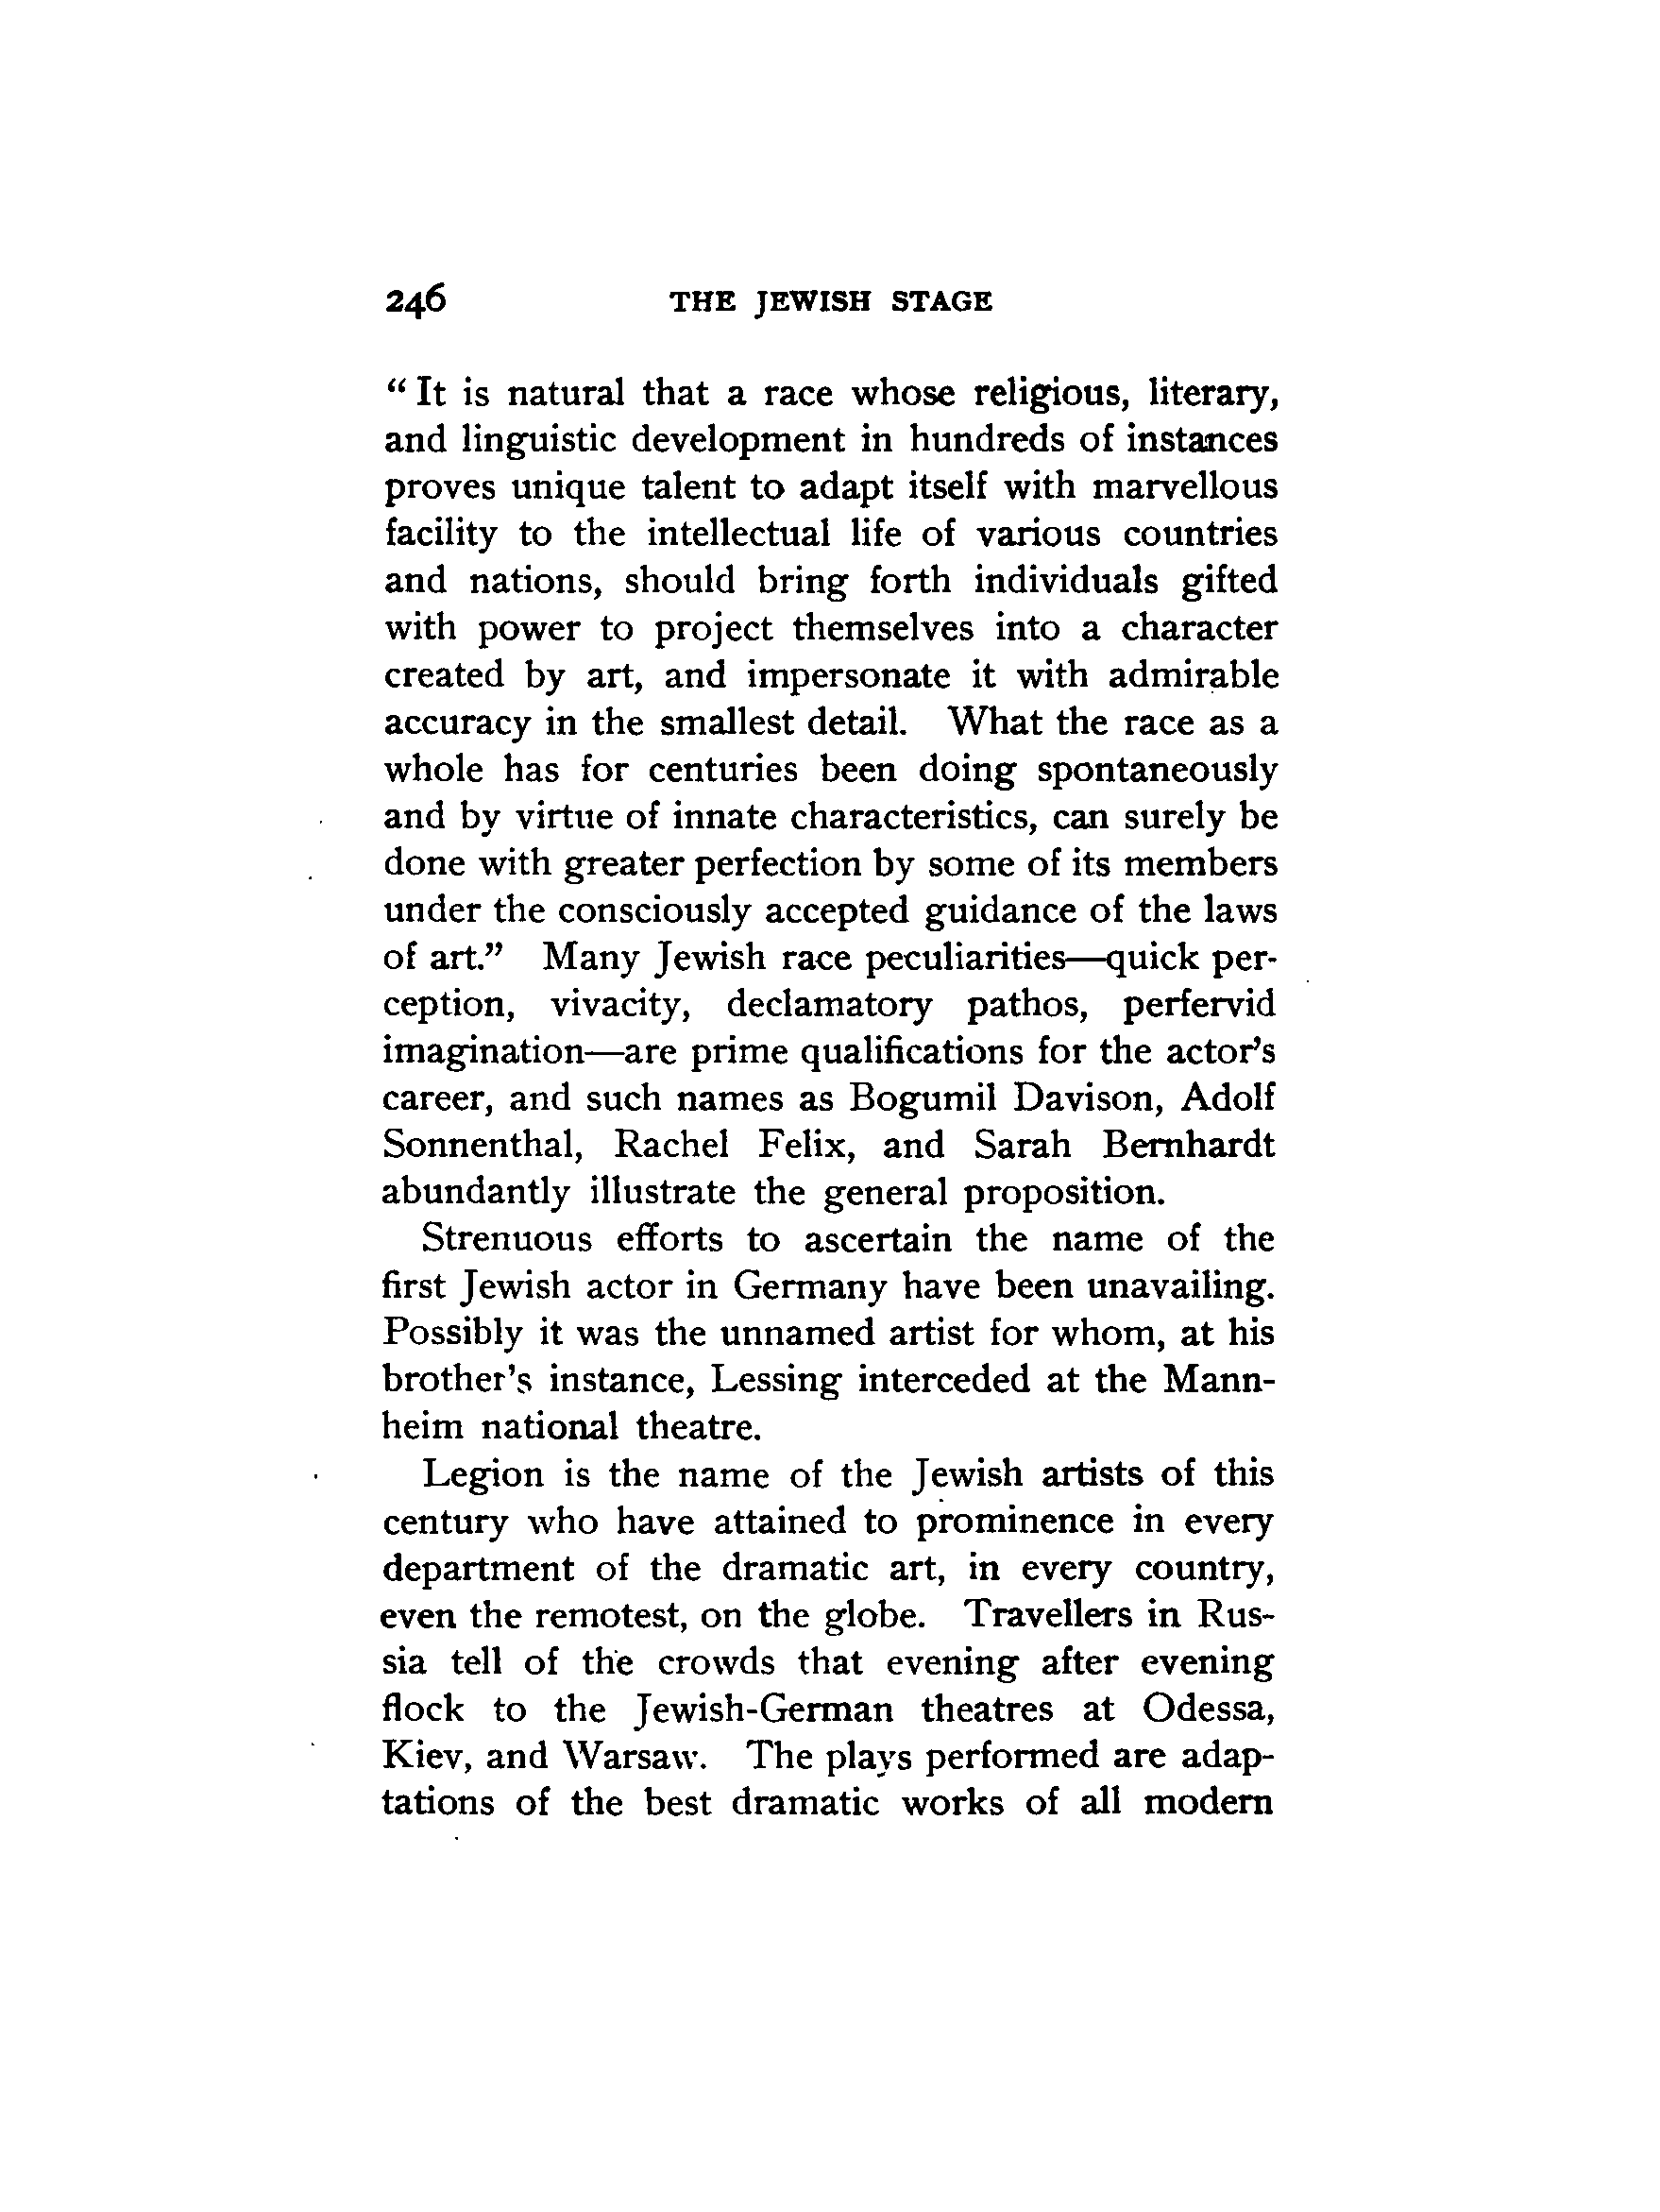 246 THE JEWISH STAGE
“ It is natural that a race whose religious, literary,
and linguistic development in hundreds of instances
proves unique talent to adapt itself with marvellous
facility to the intellectual life of various countries
and nations, should bring forth individuals gifted
with power to project themselves into a character
created by art, and impersonate it with admirable
accuracy in the smallest detail. What the race as a
whole has for centuries been doing spontaneously
and by virtue of innate characteristics, can surely be
done with greater perfection by some of its members
under the consciously accepted guidance of the laws
of art.” Many Jewish race peculiarities—quick per-
ception, vivacity, declamatory pathos, perfervid
imagination—are prime qualifications for the actor’s
career, and such names as Bogumil Davison, Adolf
Sonnenthal, Rachel Felix, and Sarah Bernhardt
abundantly illustrate the general proposition.
Strenuous efforts to ascertain the name of the
first Jewish actor in Germany have been unavailing.
Possibly it was the unnamed artist for whom, at his
brother’s instance, Lessing interceded at the Mann-
heim national theatre.
Legion is the name of the Jewish artists of this
century who have attained to prominence in every
department of the dramatic art, in every country,
even the remotest, on the globe. Travellers in Rus-
sia tell of the crowds that evening after evening
flock to the Jewish-German theatres at Odessa,
Kiev, and Warsaw. The plays performed are adap-
tations of the best dramatic works of all modern